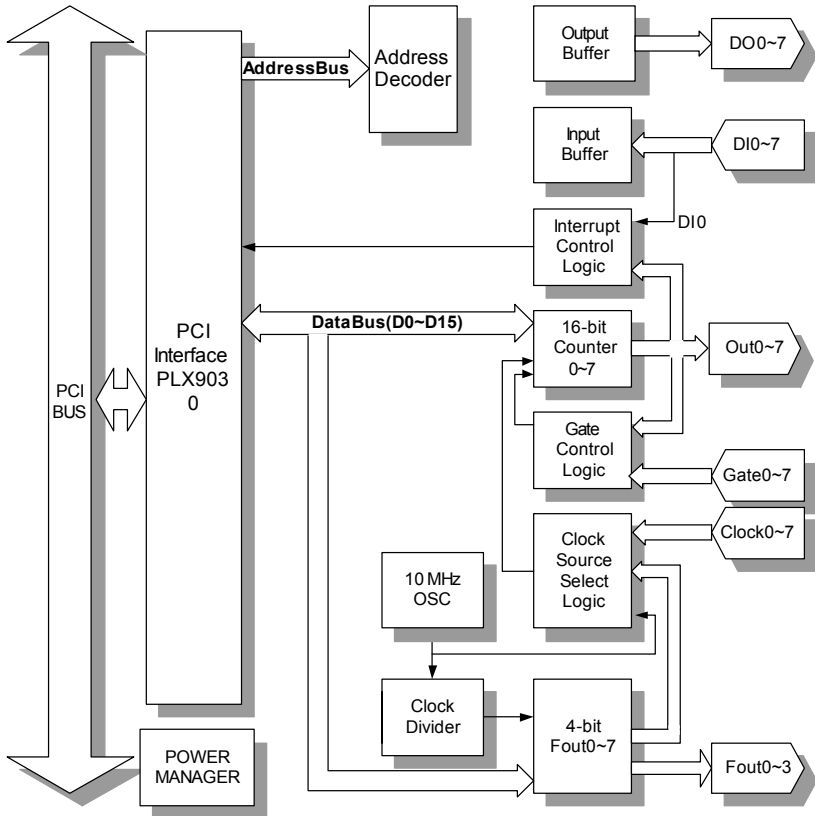 PCI
BUS
PCI
Interface
PLX903
0
POWER
MANAGER
AddressBus
Address
Decoder
DataBus(D0~D15)
Output
Buffer
DO0~7
Input
Buffer
DI0~7
DI0
Interrupt
Control
Logic
16-bit
Counter
0~7
Out0~7
Gate
Control
Logic
Gate0~7
Clock
Source
Select
Logic
Clock0~7
10 MHz
OSC
Clock
Divider
4-bit
Fout0~7
Fout0~3